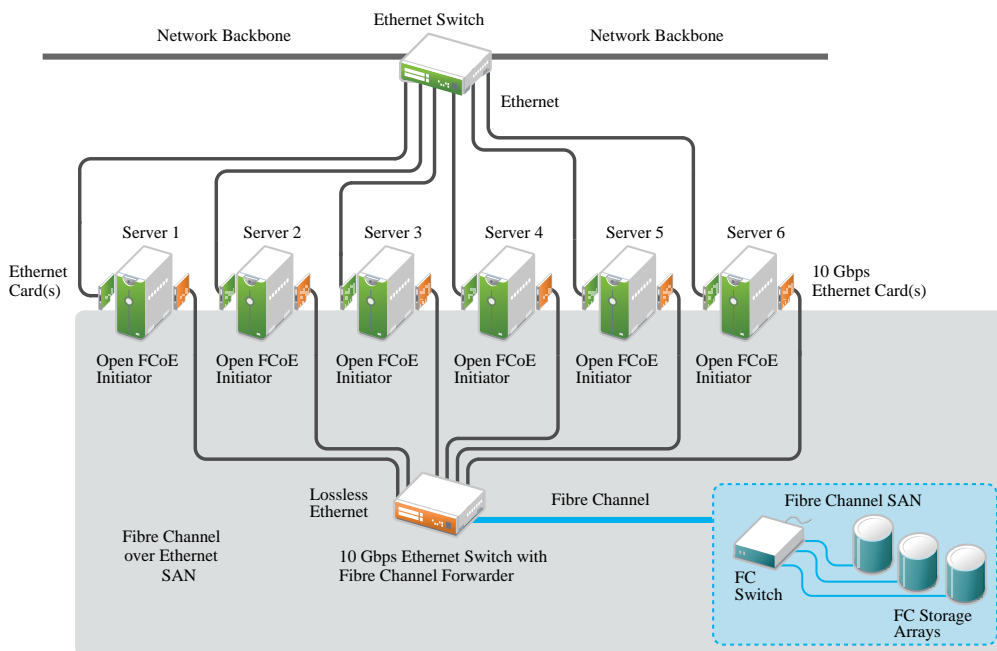 Ethernet Switch
Network Backbone
Network Backbone
Ethernet
Server 1
Server 2
Server 3
Server 4
Server 5
Server 6
Ethernet
Card(s)
10 Gbps
Ethernet Card(s)
Open FCoE
Initiator
Open FCoE
Initiator
Open FCoE
Initiator
Open FCoE
Initiator
Open FCoE
Initiator
Open FCoE
Initiator
Lossless
Ethernet
Fibre Channel
Fibre Channel SAN
Fibre Channel
over Ethernet
SAN
10 Gbps Ethernet Switch with
Fibre Channel Forwarder
FC
Switch
FC Storage
Arrays